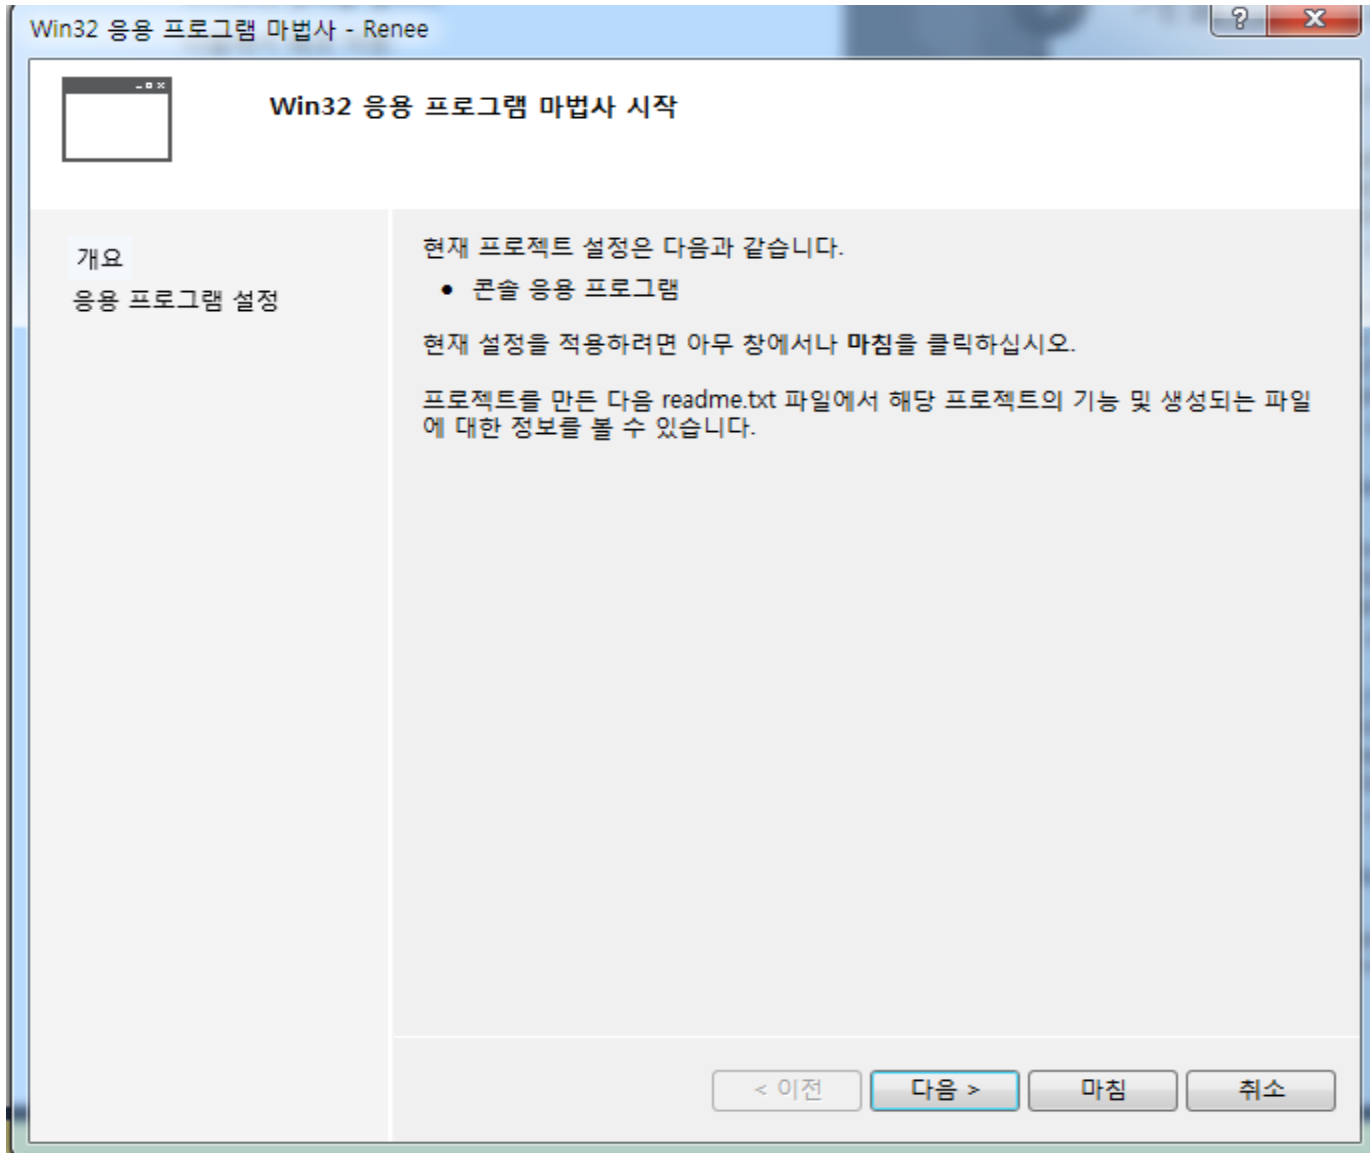 Win32 응용 프로그램 마법사 - Renee
Win32 응용 프로그램 마법사 시작
개요
응용 프로그램 설정
현재 프로젝트 설정은 다음과 같습니다.
• 콘솔 응용 프로그램
현재 설정을 적용하려면 아무 창에서나 마침을 클릭하십시오.
프로젝트를 만든 다음 readme.txt 파일에서 해당 프로젝트의 기능 및 생성되는 파일
에 대한 정보를 볼 수 있습니다.
< 이전
다음 >
마침
취소